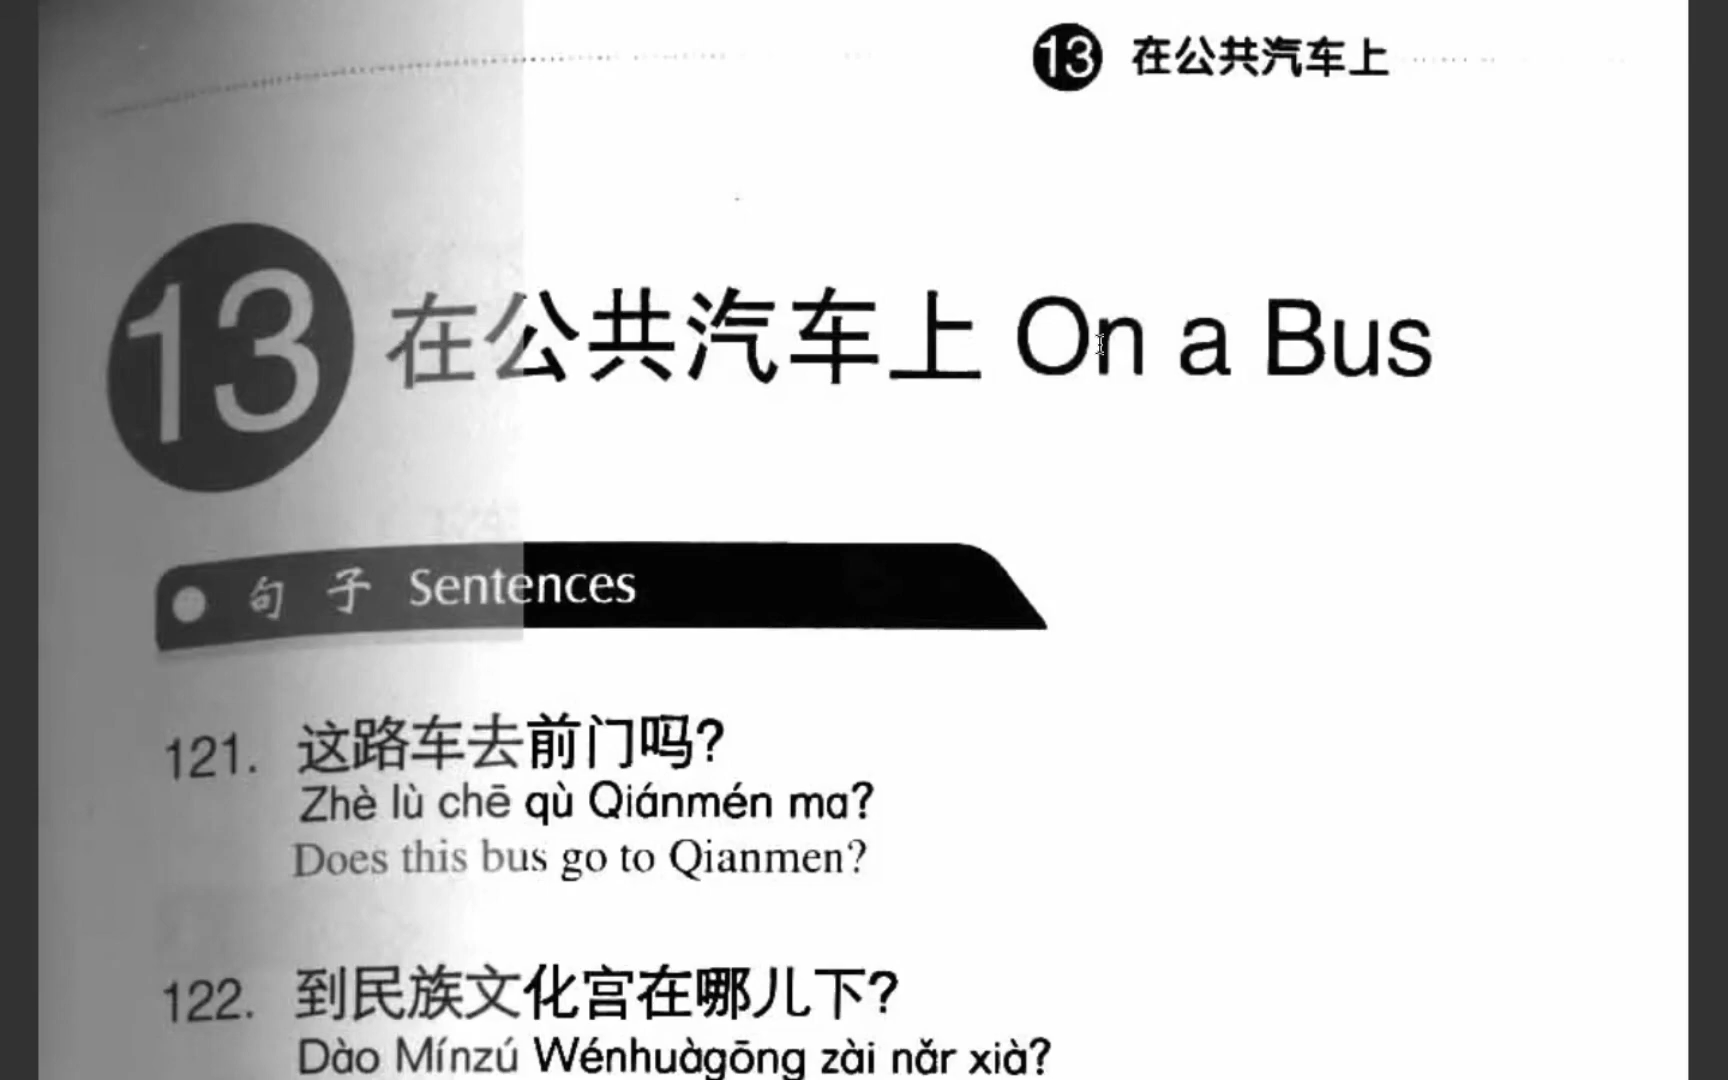 13 在公共汽车上
13 在公共汽车上 On a Bus
句子 Sentences
121. 这路车去前门吗?
Zhè lù chē qù Qiánmén ma?
Does this bus go to Qianmen?
122. 到民族文化宫在哪儿下?
Dào Mínzú Wénhuàgōng zài nǎr xià?